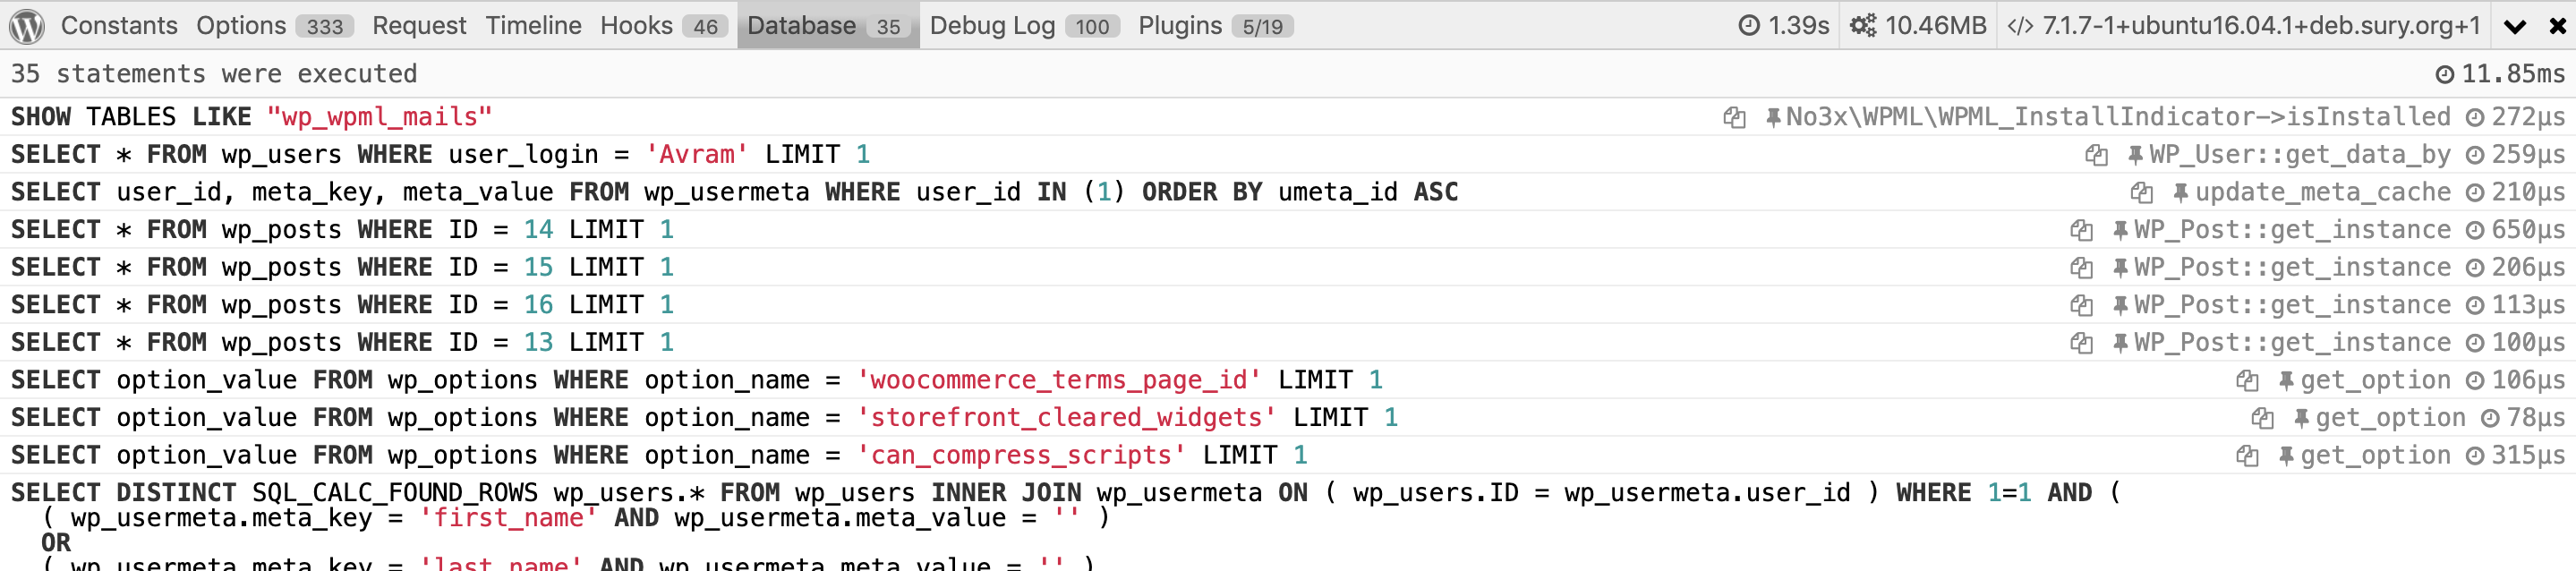 Constants Options 333 Request Timeline Hooks 46 Database 35 Debug Log 100 Plugins 5/19 1.39s 10.46MB </> 7.1.7-1+ubuntu16.04.1+deb.sury.org+1
35 statements were executed 11.85ms
SHOW TABLES LIKE "wp_wpml_mails" No3x\WPML\WPML_InstallIndicator->isInstalled 272µs
SELECT * FROM wp_users WHERE user_login = 'Avram' LIMIT 1 WP_User::get_data_by 259µs
SELECT user_id, meta_key, meta_value FROM wp_usermeta WHERE user_id IN (1) ORDER BY umeta_id ASC update_meta_cache 210µs
SELECT * FROM wp_posts WHERE ID = 14 LIMIT 1 WP_Post::get_instance 650µs
SELECT * FROM wp_posts WHERE ID = 15 LIMIT 1 WP_Post::get_instance 206µs
SELECT * FROM wp_posts WHERE ID = 16 LIMIT 1 WP_Post::get_instance 113µs
SELECT * FROM wp_posts WHERE ID = 13 LIMIT 1 WP_Post::get_instance 100µs
SELECT option_value FROM wp_options WHERE option_name = 'woocommerce_terms_page_id' LIMIT 1 get_option 106µs
SELECT option_value FROM wp_options WHERE option_name = 'storefront_cleared_widgets' LIMIT 1 get_option 78µs
SELECT option_value FROM wp_options WHERE option_name = 'can_compress_scripts' LIMIT 1 get_option 315µs
SELECT DISTINCT SQL_CALC_FOUND_ROWS wp_users.* FROM wp_users INNER JOIN wp_usermeta ON ( wp_users.ID = wp_usermeta.user_id ) WHERE 1=1 AND (
( wp_usermeta.meta_key = 'first_name' AND wp_usermeta.meta_value = '' )
OR
( wp_usermeta.meta_key = 'last_name' AND wp_usermeta.meta_value = '' )